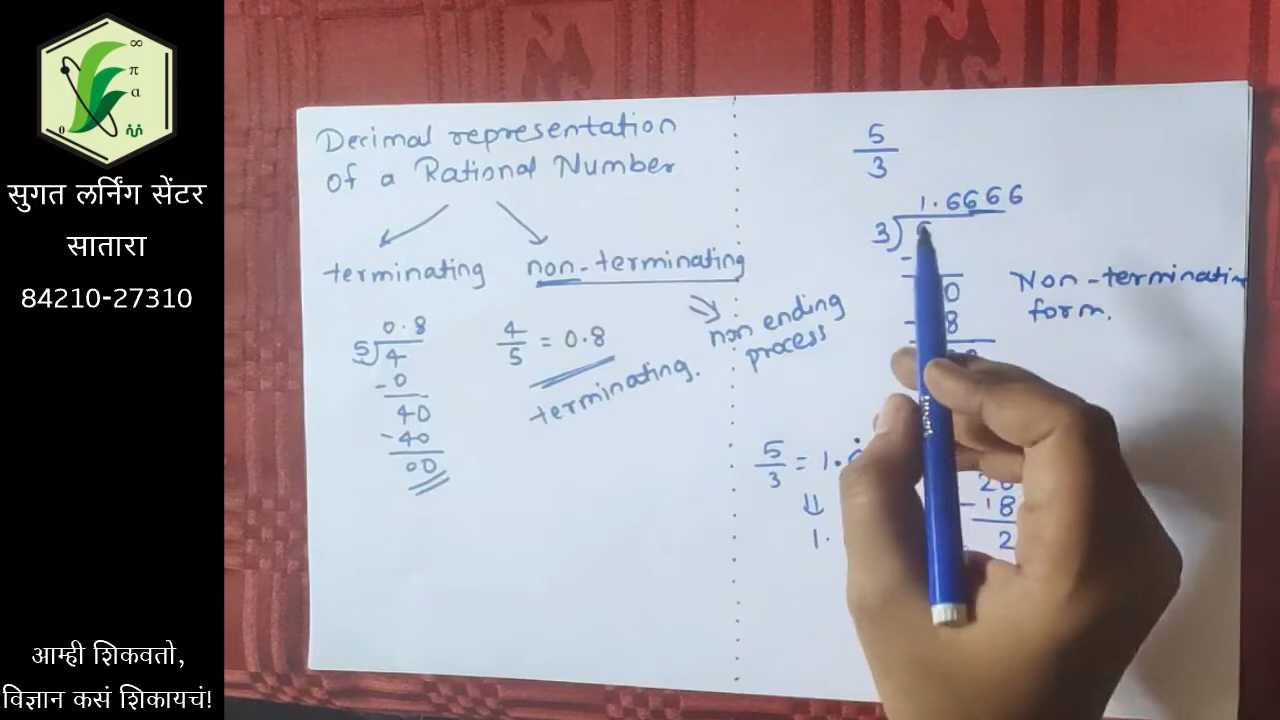 ∞
π
α
0
सुगत लर्निंग सेंटर
सातारा
84210-27310
आम्ही शिकवतो,
विज्ञान कसं शिकायचं!
Decimal representation
of a Rational Number
terminating
non-terminating
0.8
5)4
-0
40
-40
00
4/5 = 0.8
terminating.
non ending
process
5/3
1.6666
3)
-
0
-8
Non-terminatin
form.
5/3 = 1.
⇓
1.
20
-18
2